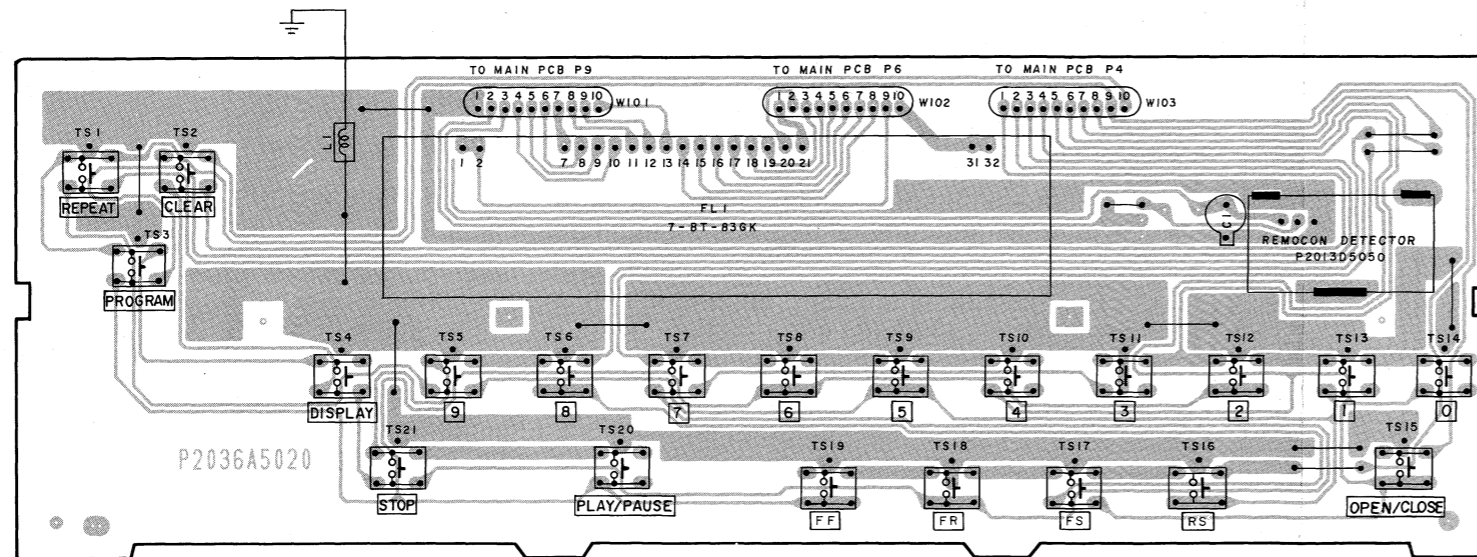 TO MAIN PCB P9
TO MAIN PCB P6
TO MAIN PCB P4
1 2 3 4 5 6 7 8 9 10
W101
1 2 3 4 5 6 7 8 9 10
W102
1 2 3 4 5 6 7 8 9 10
W103
TS1
TS2
L1
1 2
7 8 9 10 11 12 13 14 15 16 17 18 19 20 21
31 32
REPEAT
CLEAR
FL1
7-8T-83GK
C1
TS3
REMOCON DETECTOR
P2013D5050
PROGRAM
TS4
TS5
TS6
TS7
TS8
TS9
TS10
TS11
TS12
TS13
TS14
DISPLAY
9
8
7
6
5
4
3
2
1
0
TS21
TS20
TS19
TS18
TS17
TS16
TS15
P2036A5020
STOP
PLAY/PAUSE
FF
FR
FS
RS
OPEN/CLOSE